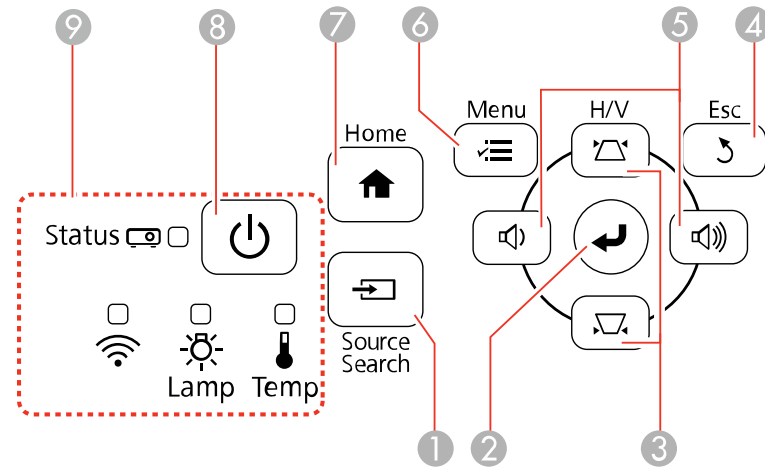 9
8
7
6
5
4
Menu
H/V
Esc
Home
Status
Source
Search
Lamp
Temp
1
2
3